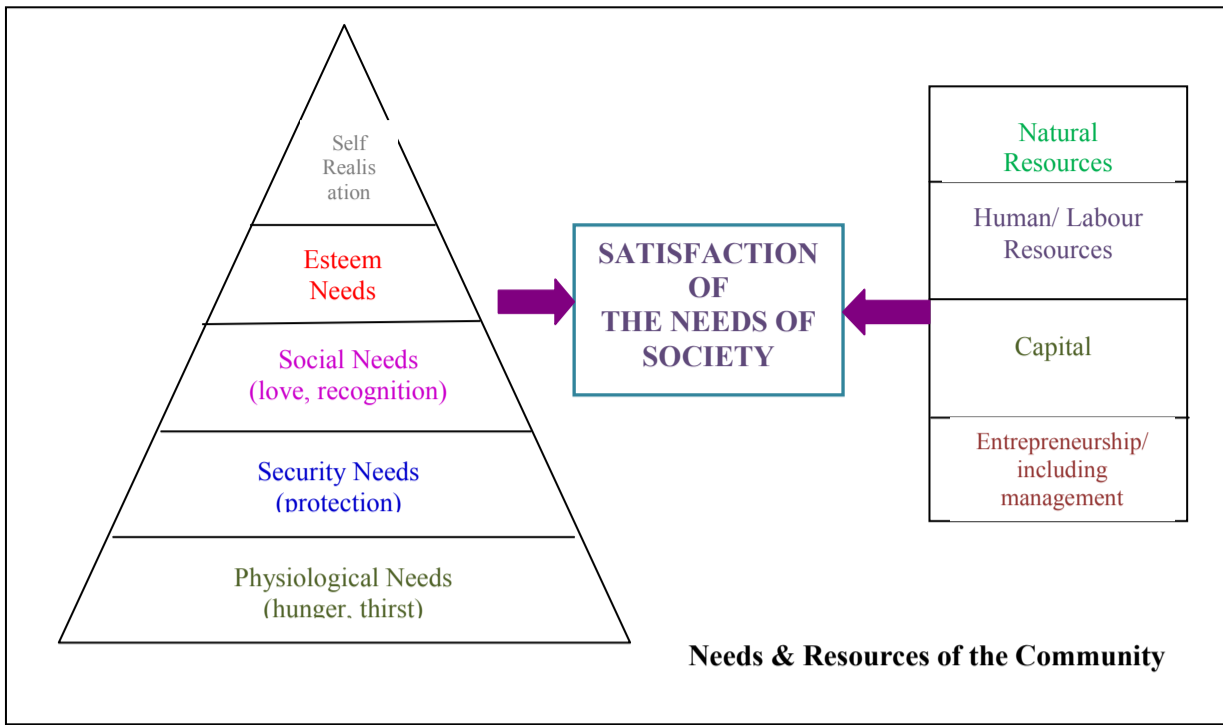 Self
Realis
ation
Esteem
Needs
Social Needs
(love, recognition)
Security Needs
(protection)
Physiological Needs
(hunger, thirst)
SATISFACTION
OF
THE NEEDS OF
SOCIETY
Natural
Resources
Human/ Labour
Resources
Capital
Entrepreneurship/
including
management
Needs & Resources of the Community